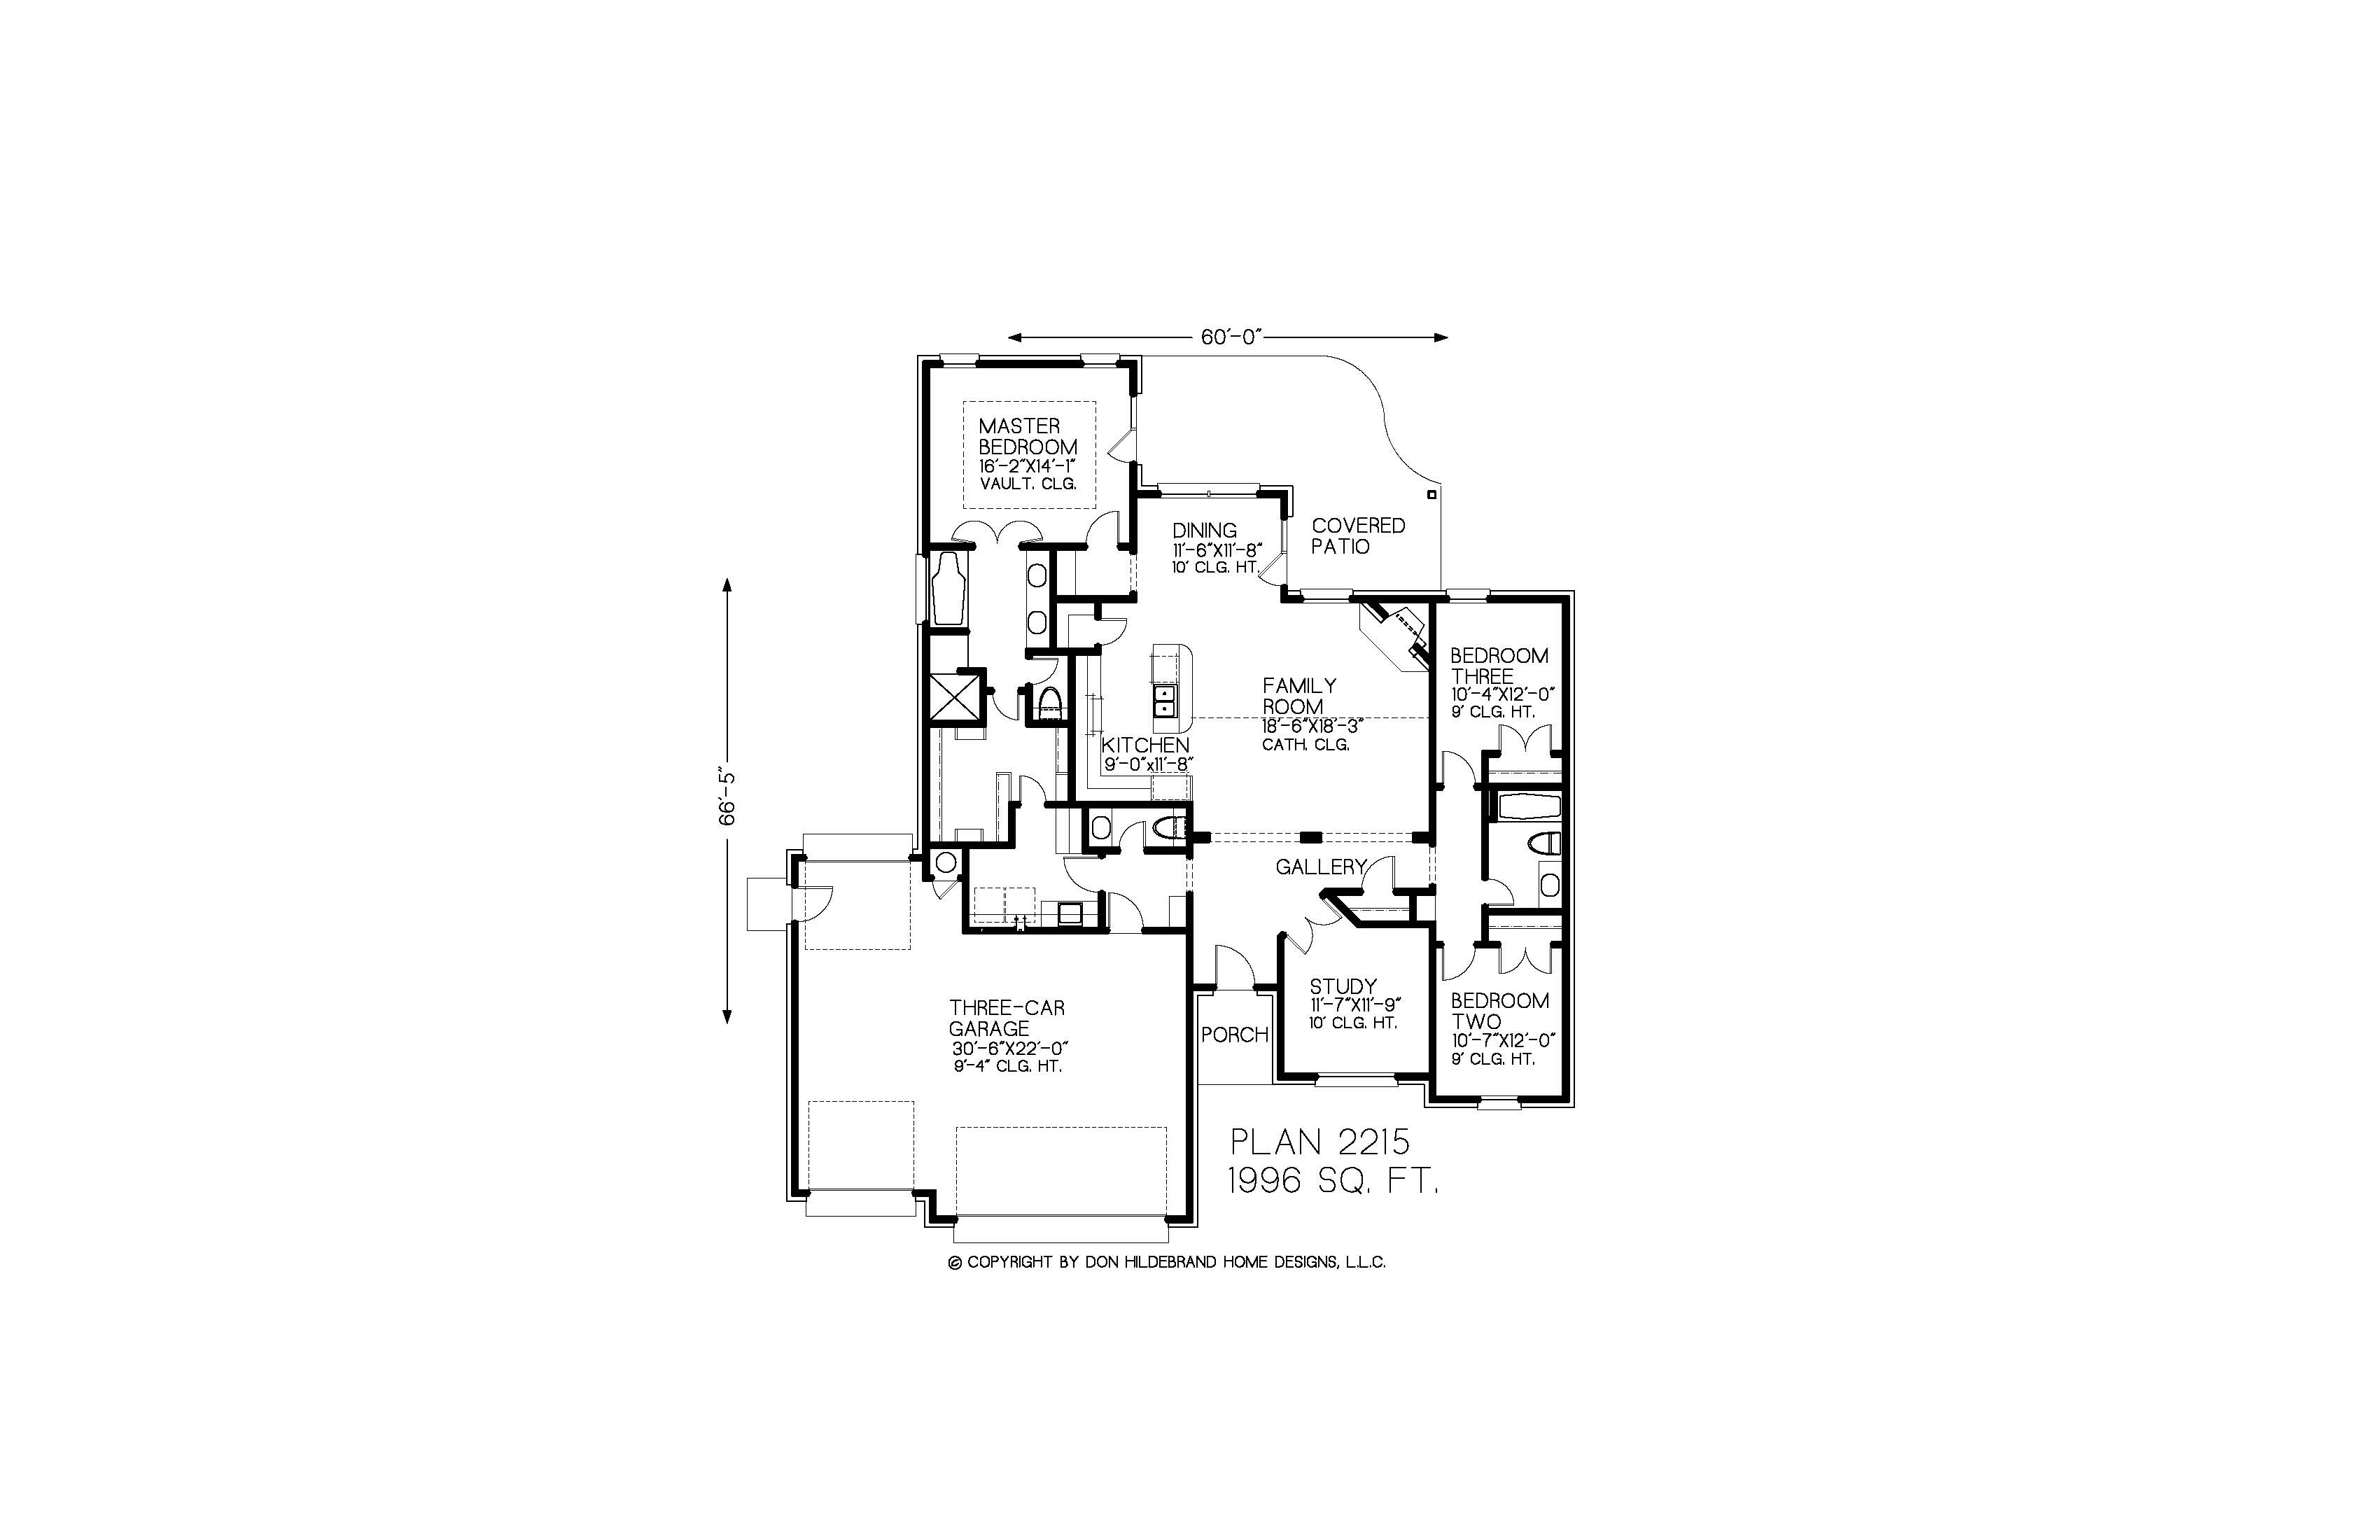 60'-0"
MASTER
BEDROOM
16'-2"X14'-1"
VAULT. CLG.
DINING
11'-6"X11'-8"
10' CLG. HT.
COVERED
PATIO
BEDROOM
THREE
10'-4"X12'-0"
9' CLG. HT.
FAMILY
ROOM
18'-6"X18'-3"
CATH. CLG.
KITCHEN
9'-0"x11'-8"
66'-5"
GALLERY
STUDY
11'-7"X11'-9"
10' CLG. HT.
BEDROOM
TWO
10'-7"X12'-0"
9' CLG. HT.
THREE-CAR
GARAGE
30'-6"X22'-0"
9'-4" CLG. HT.
PORCH
PLAN 2215
1996 SQ. FT.
© COPYRIGHT BY DON HILDEBRAND HOME DESIGNS, L.L.C.